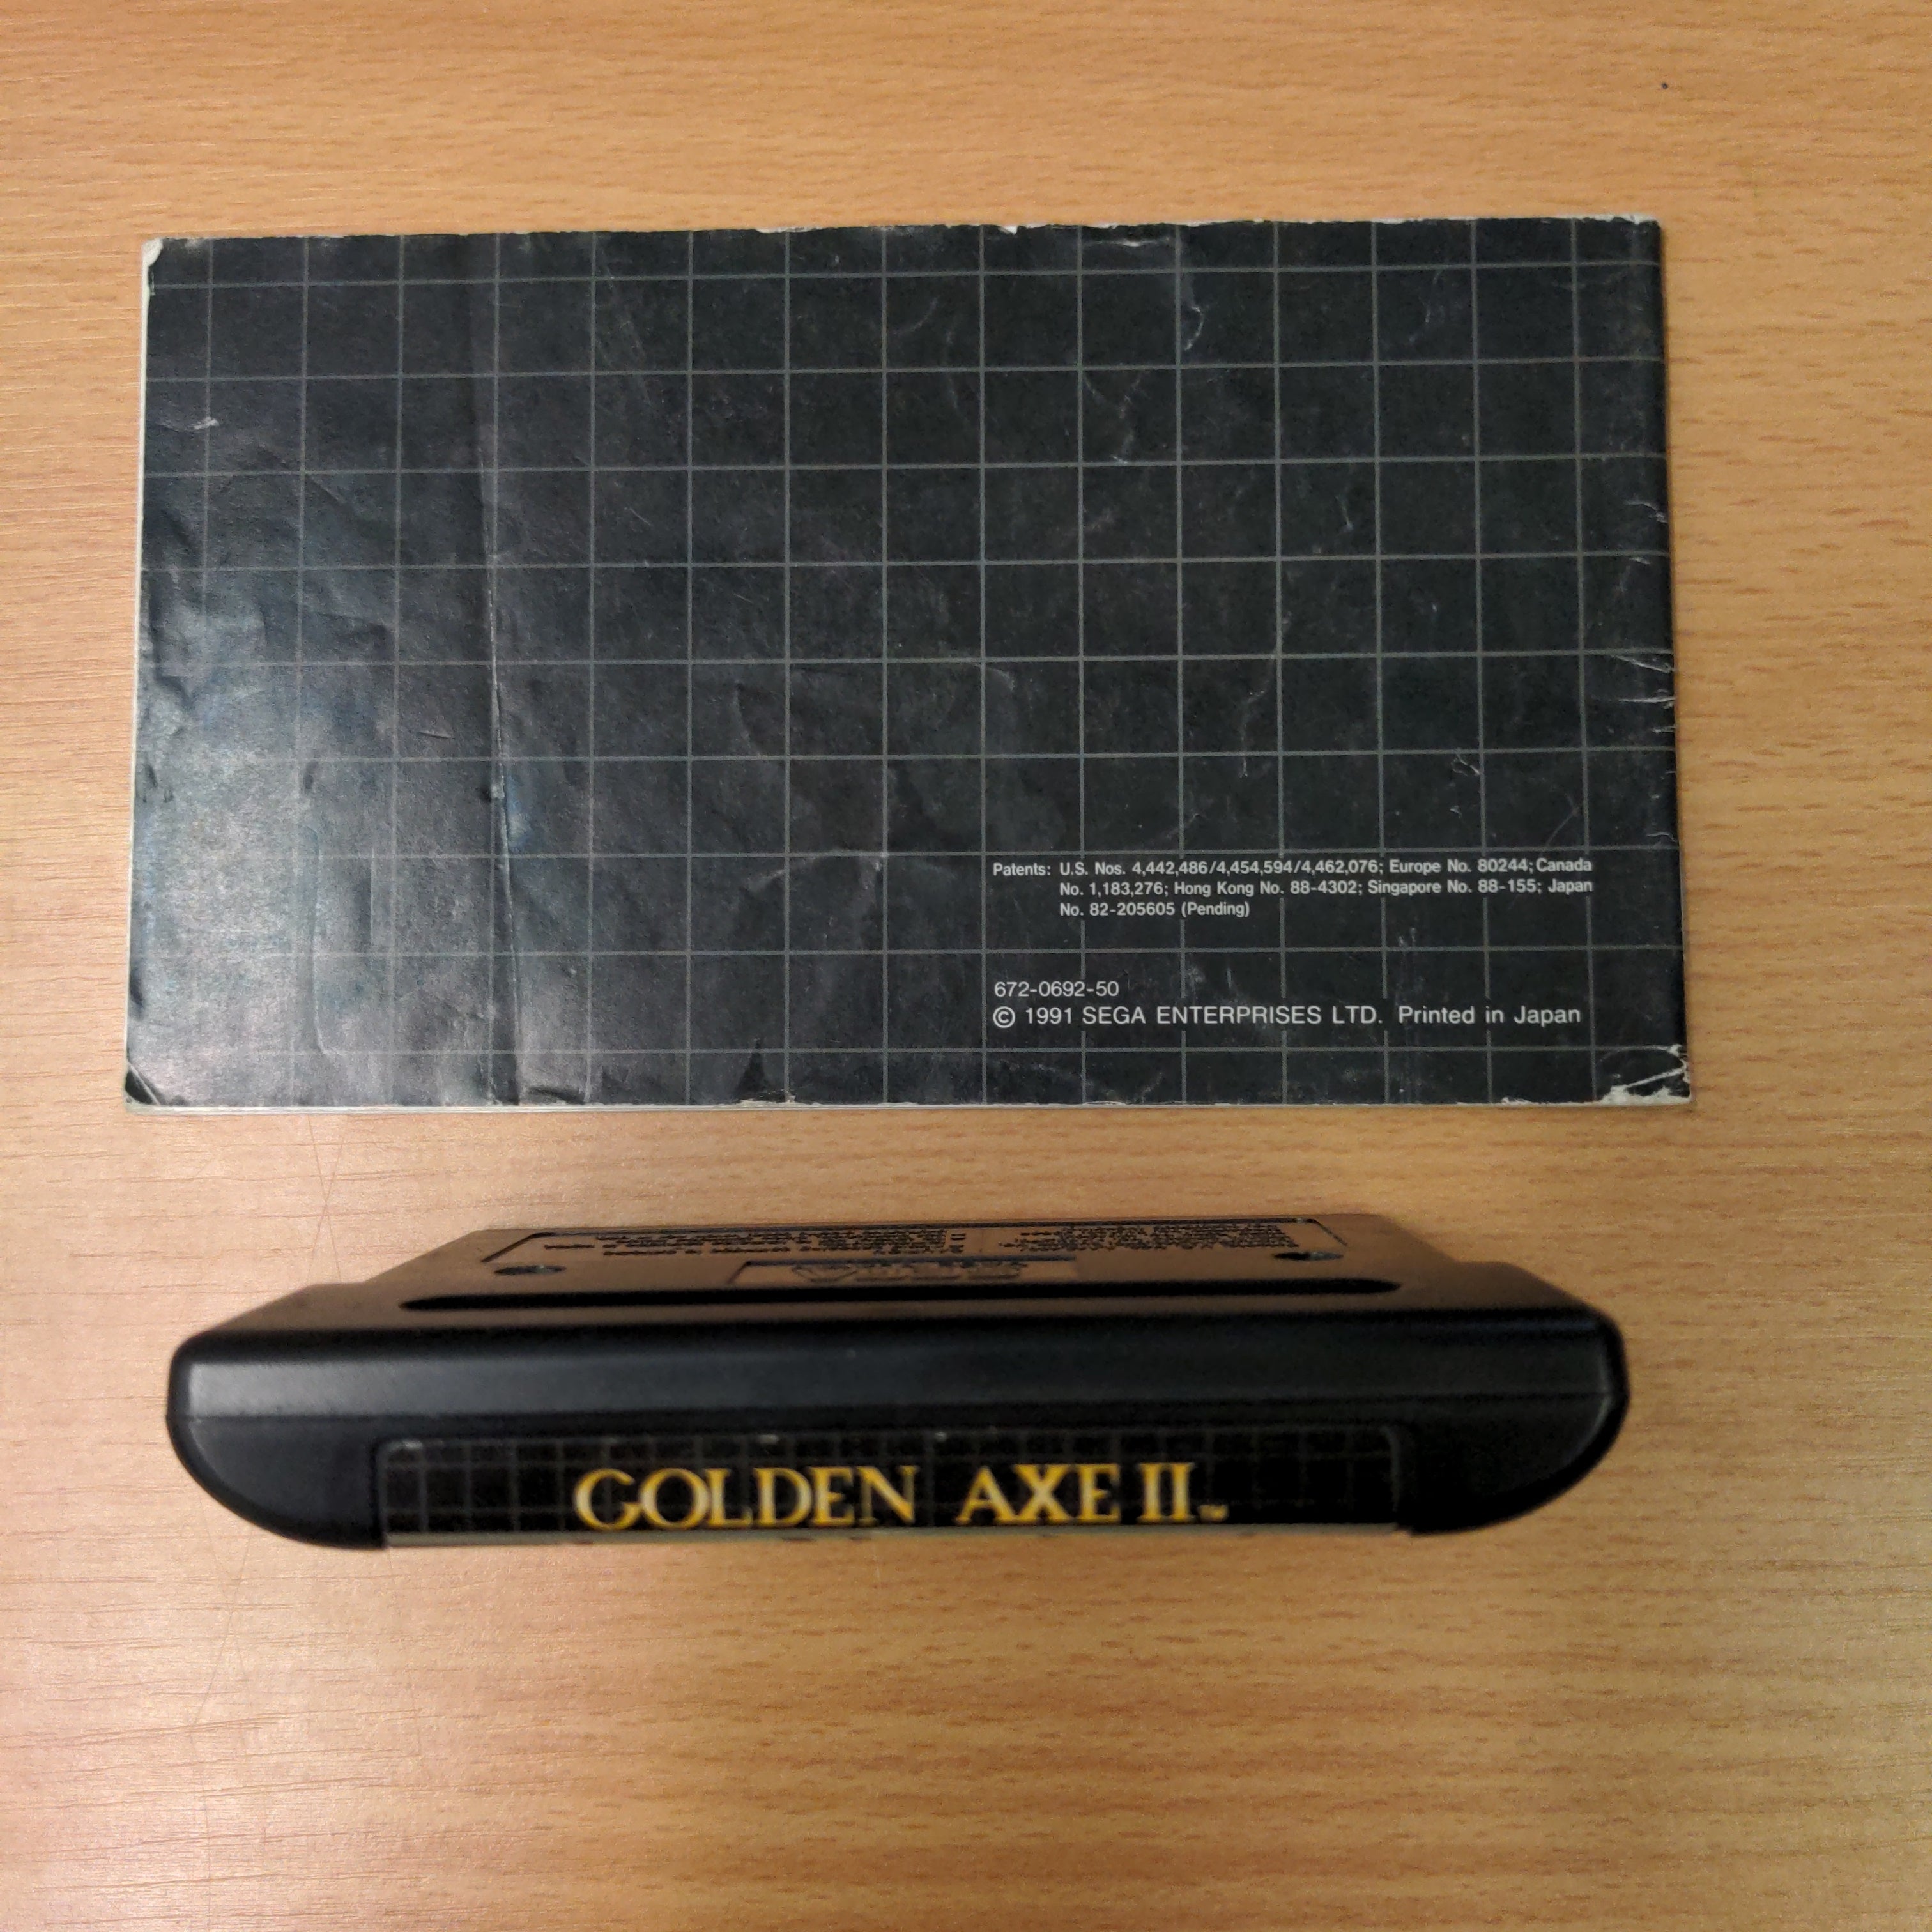 Patents: U.S. Nos. 4,442,486/4,454,594/4,462,076; Europe No. 80244; Canada
No. 1,183,276; Hong Kong No. 88-4302; Singapore No. 88-155; Japan
No. 82-205605 (Pending)
672-0692-50
© 1991 SEGA ENTERPRISES LTD. Printed in Japan
GOLDEN AXE II™